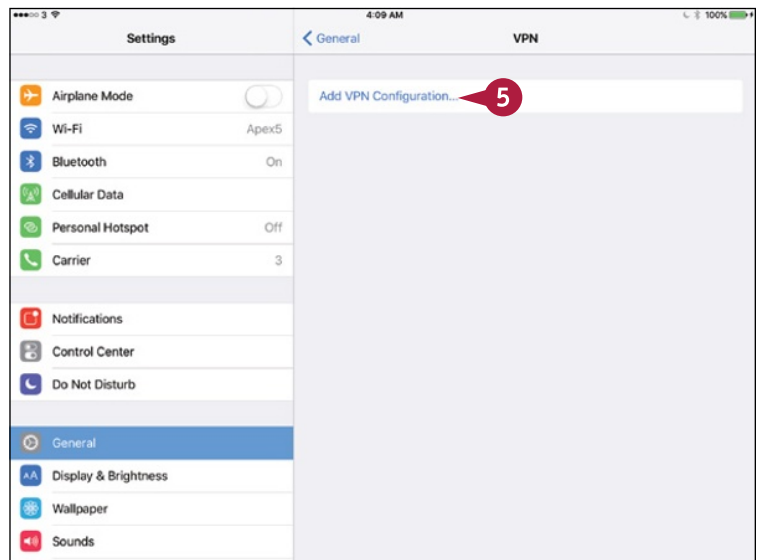 3 4:09 AM 100%
Settings
General VPN
Airplane Mode
Wi-Fi Apex5
Bluetooth On
Cellular Data
Personal Hotspot Off
Carrier 3
Notifications
Control Center
Do Not Disturb
General
AA Display & Brightness
Wallpaper
Sounds
Add VPN Configuration...
5